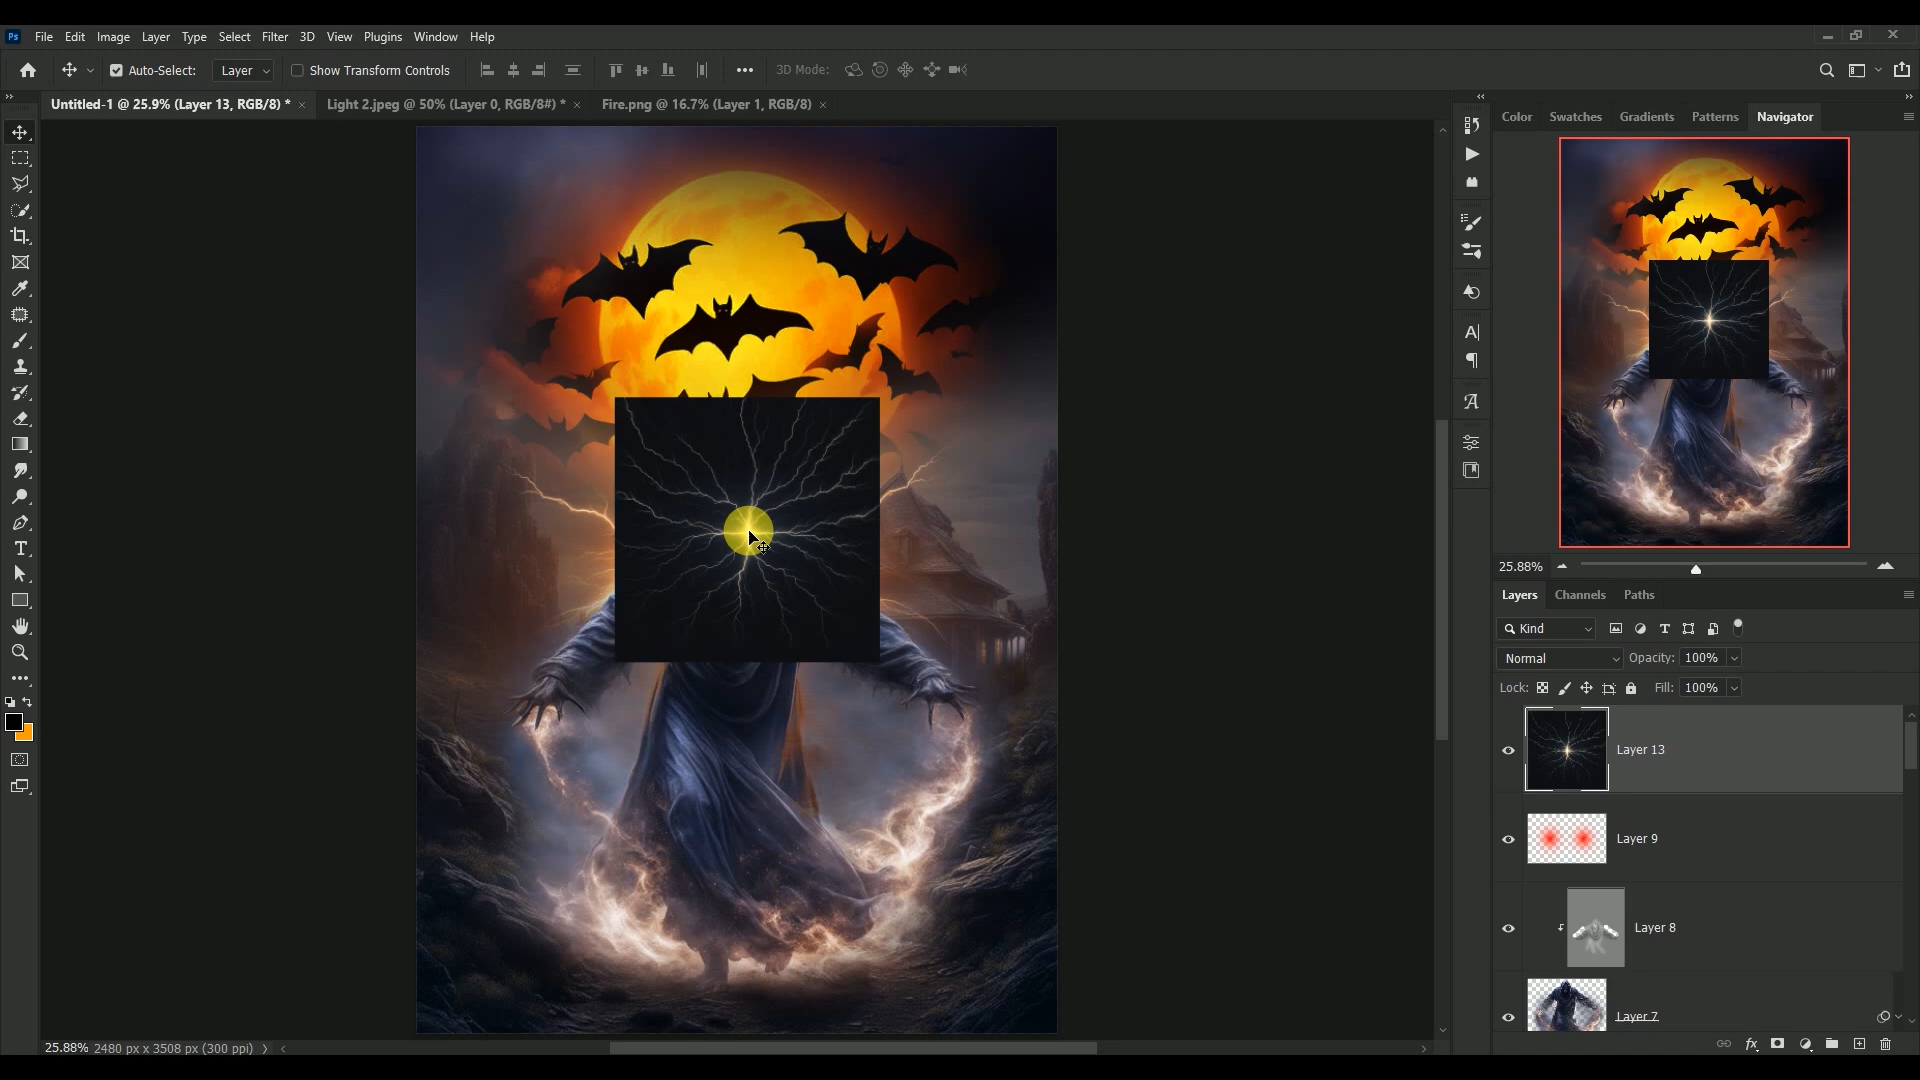 Ps File Edit Image Layer Type Select Filter 3D View Plugins Window Help
Auto-Select: Layer Show Transform Controls 3D Mode:
Untitled-1 @ 25.9% (Layer 13, RGB/8) * × Light 2.jpeg @ 50% (Layer 0, RGB/8#) * × Fire.png @ 16.7% (Layer 1, RGB/8) ×
Color Swatches Gradients Patterns Navigator
25.88%
Layers Channels Paths
Kind
Normal Opacity: 100%
Lock: Fill: 100%
Layer 13
Layer 9
Layer 8
Layer 7
fx
25.88% 2480 px x 3508 px (300 ppi)